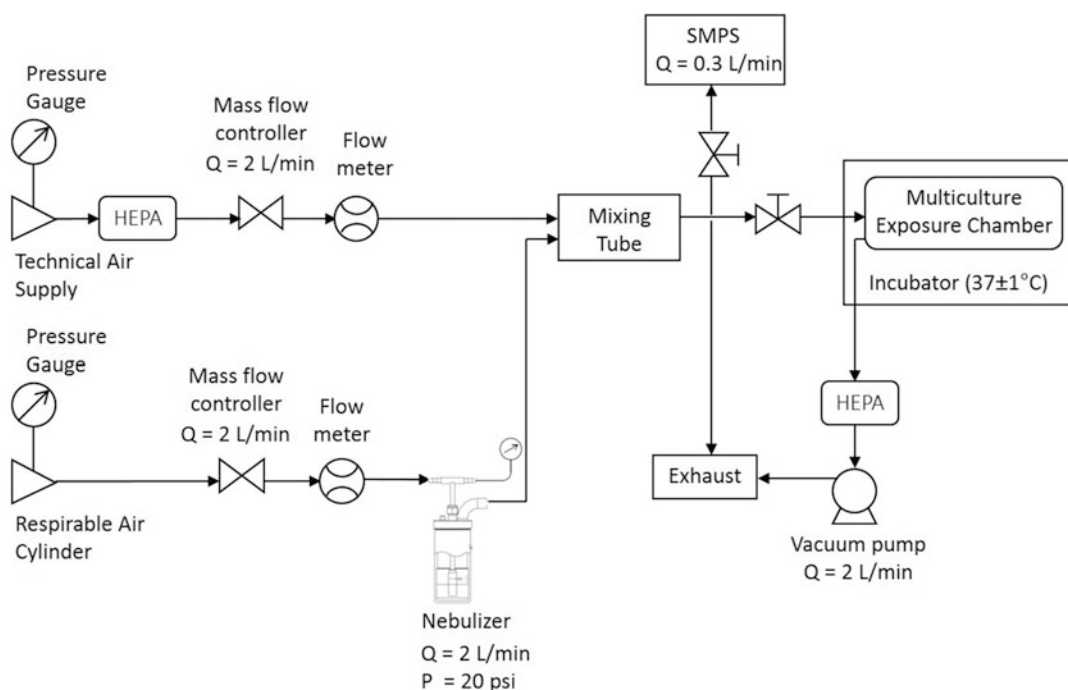 SMPS
Q = 0.3 L/min
Pressure
Gauge
Mass flow
controller
Q = 2 L/min
Flow
meter
HEPA
Technical Air
Supply
Mixing
Tube
Multiculture
Exposure Chamber
Incubator (37±1°C)
Pressure
Gauge
Mass flow
controller
Q = 2 L/min
Flow
meter
Respirable Air
Cylinder
Nebulizer
Q = 2 L/min
P = 20 psi
HEPA
Exhaust
Vacuum pump
Q = 2 L/min